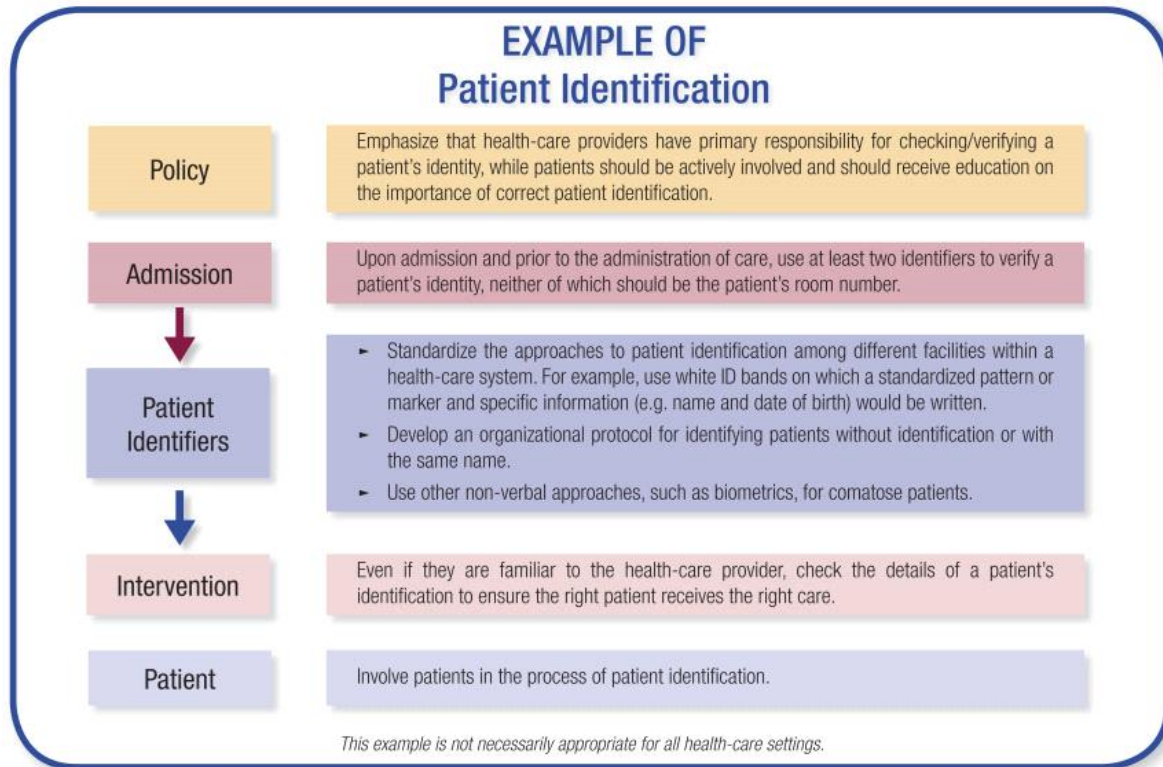 EXAMPLE OF
Patient Identification
Policy
Emphasize that health-care providers have primary responsibility for checking/verifying a
patient's identity, while patients should be actively involved and should receive education on
the importance of correct patient identification.
Admission
Upon admission and prior to the administration of care, use at least two identifiers to verify a
patient's identity, neither of which should be the patient's room number.
Patient
Identifiers
► Standardize the approaches to patient identification among different facilities within a
health-care system. For example, use white ID bands on which a standardized pattern or
marker and specific information (e.g. name and date of birth) would be written.
► Develop an organizational protocol for identifying patients without identification or with
the same name.
► Use other non-verbal approaches, such as biometrics, for comatose patients.
Intervention
Even if they are familiar to the health-care provider, check the details of a patient's
identification to ensure the right patient receives the right care.
Patient
Involve patients in the process of patient identification.
This example is not necessarily appropriate for all health-care settings.